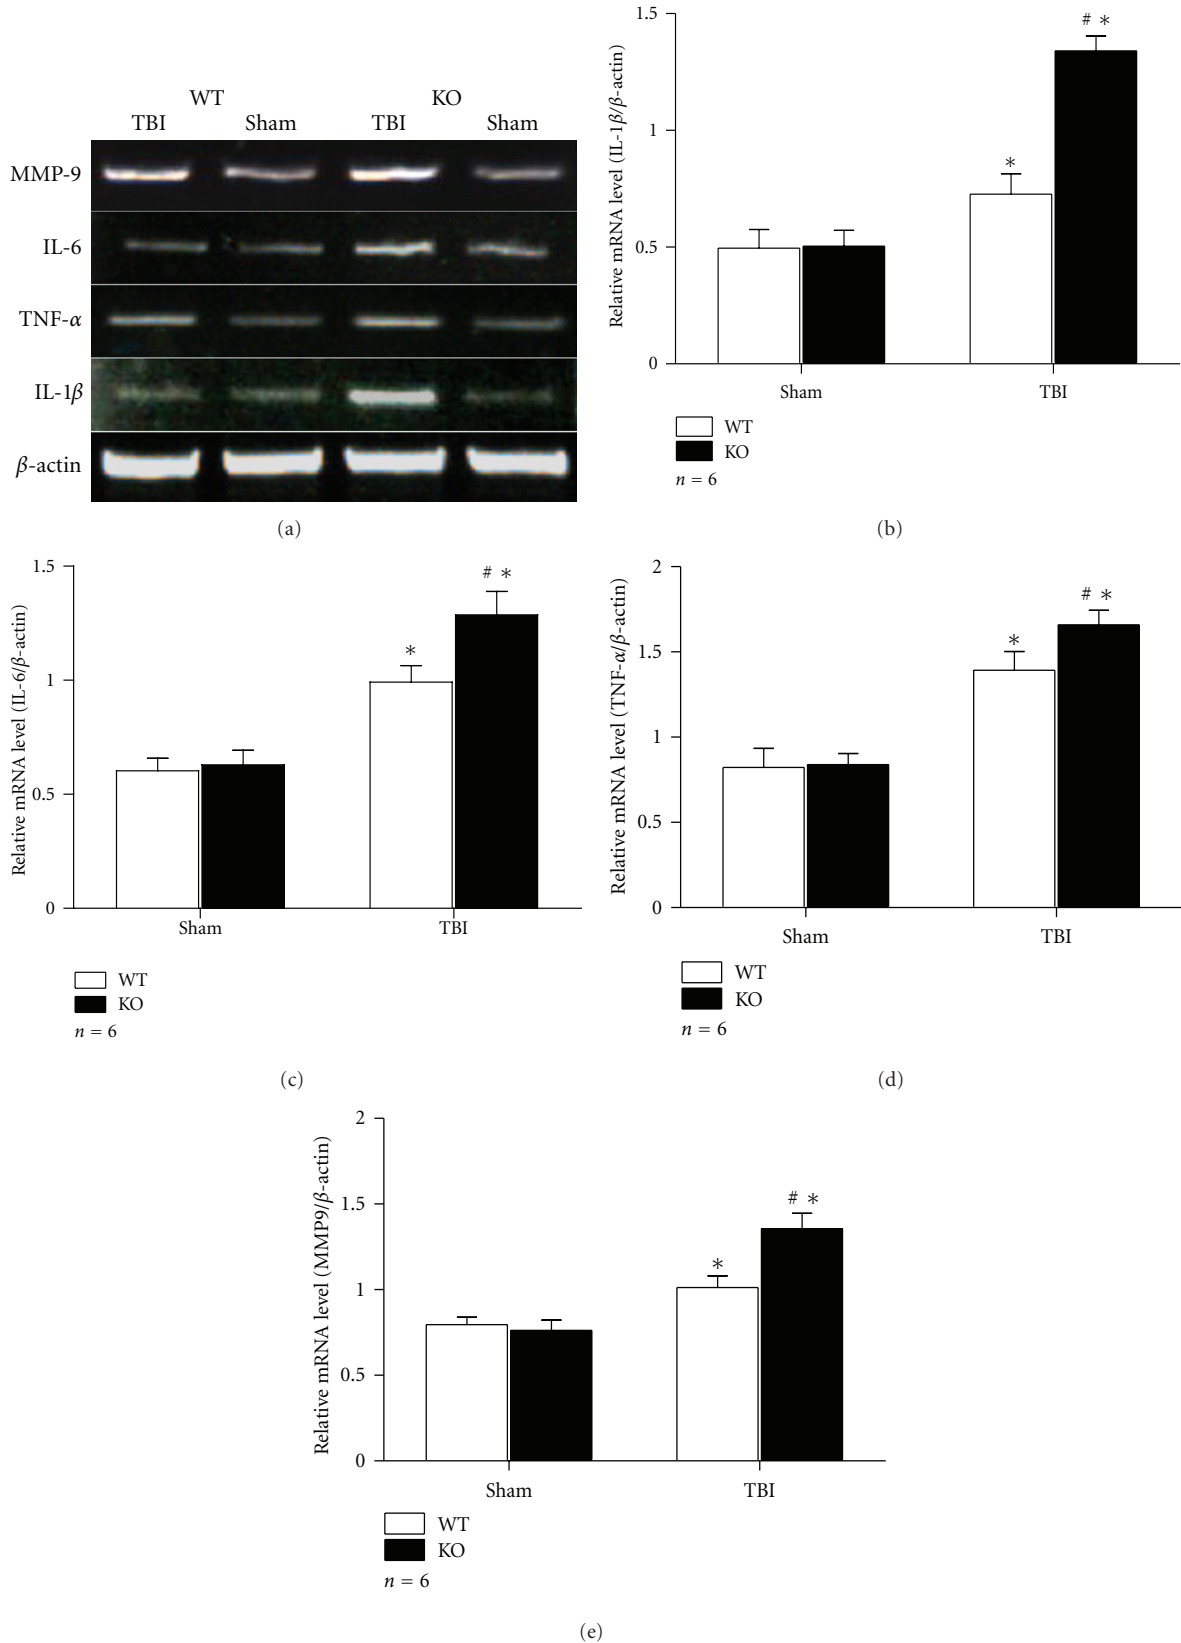 WT KO
TBI Sham TBI Sham
MMP-9
IL-6
TNF-α
IL-1β
β-actin
(a)
Relative mRNA level (IL-1β/β-actin)
1.5
1
0.5
0
# *
*
Sham TBI
WT
KO
n = 6
(b)
Relative mRNA level (IL-6/β-actin)
1.5
1
0.5
0
# *
*
Sham TBI
WT
KO
n = 6
(c)
Relative mRNA level (TNF-α/β-actin)
2
1.5
1
0.5
0
# *
*
Sham TBI
WT
KO
n = 6
(d)
Relative mRNA level (MMP9/β-actin)
2
1.5
1
0.5
0
# *
*
Sham TBI
WT
KO
n = 6
(e)